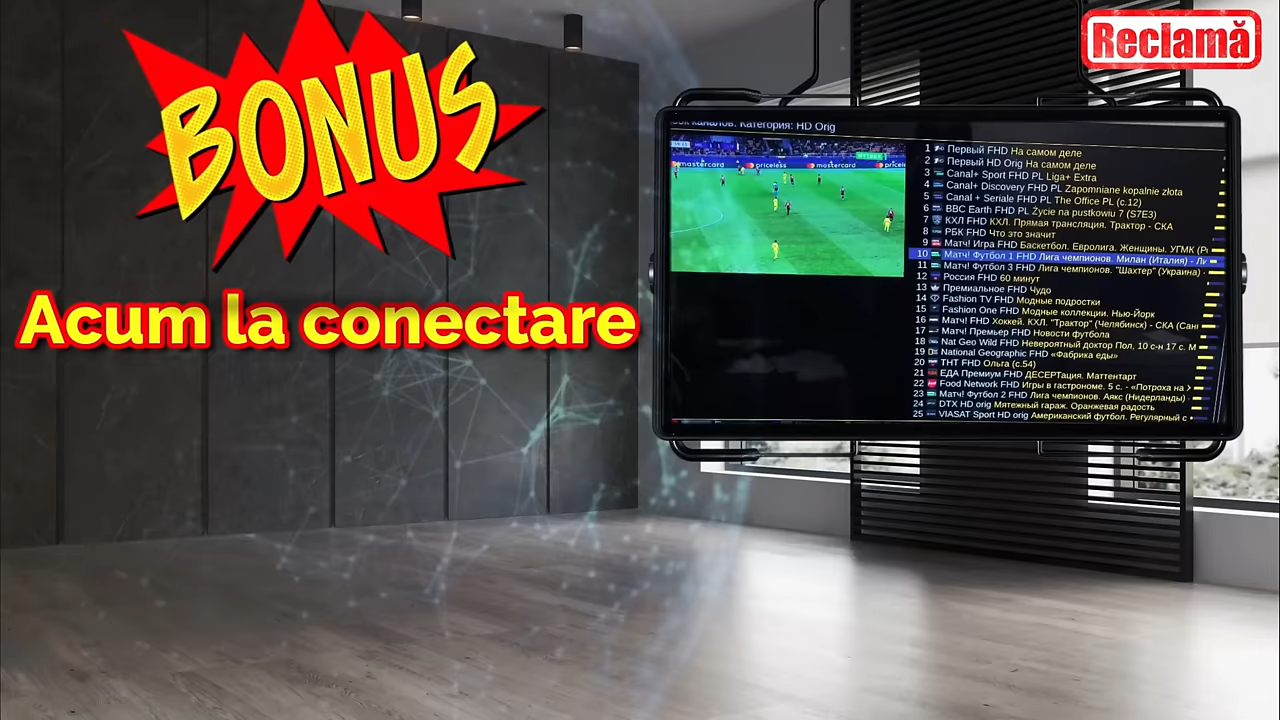 BONUS
Acum la conectare
Reclamă
каналов. Категория: HD Orig
mastercard priceless mastercard
1 Первый FHD На самом деле
2 Первый HD Orig На самом деле
3 Canal+ Sport FHD PL Liga+ Extra
4 Canal+ Discovery FHD PL Zapomniane kopalnie złota
5 Canal + Seriale FHD PL The Office PL (с.12)
6 BBC Earth FHD PL Życie na pustkowiu 7 (S7E3)
7 КХЛ FHD КХЛ. Прямая трансляция. Трактор - СКА
8 РБК FHD Что это значит
9 Матч! Игра FHD Баскетбол. Евролига. Женщины. УГМК
10 Матч! Футбол 1 FHD Лига чемпионов. Милан (Италия) -
11 Матч! Футбол 3 FHD Лига чемпионов. "Шахтер" (Украина) -
12 Россия FHD 60 минут
13 Премиальное FHD Чудо
14 Fashion TV FHD Модные подростки
15 Fashion One FHD Модные коллекции. Нью-Йорк
16 Матч! FHD Хоккей. КХЛ. "Трактор" (Челябинск) - СКА
17 Матч! Премьер FHD Новости футбола
18 Nat Geo Wild FHD Невероятный доктор Пол, 10 с-н 17 с.
19 National Geographic FHD «Фабрика еды»
20 ТНТ FHD Ольга (с.54)
21 ЕДА Премиум FHD ДЕСЕРТация. Маттентарт
22 Food Network FHD Игры в гастрономе. 5 с. - «Потроха на
23 Матч! Футбол 2 FHD Лига чемпионов. Аякс (Нидерланды) -
24 DTX HD orig Мятежный гараж. Оранжевая радость
25 VIASAT Sport HD orig Американский футбол. Регулярный